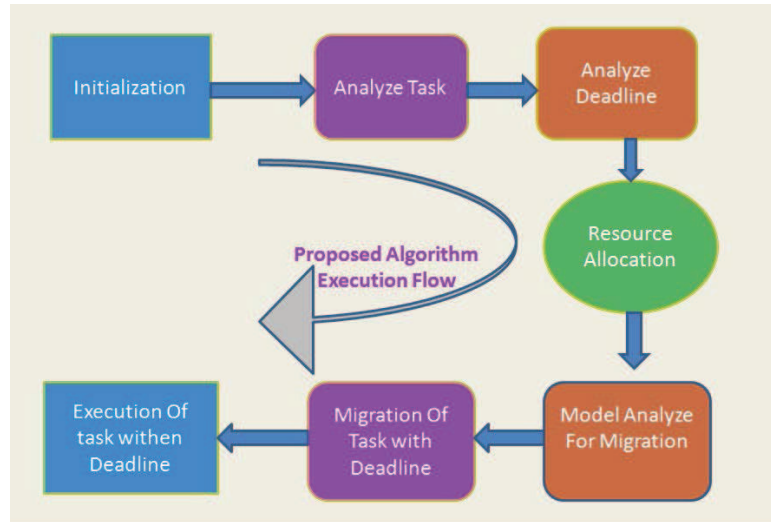 Initialization
Analyze Task
Analyze
Deadline
Resource
Allocation
Proposed Algorithm
Execution Flow
Model Analyze
For Migration
Migration Of
Task with
Deadline
Execution Of
task withen
Deadline